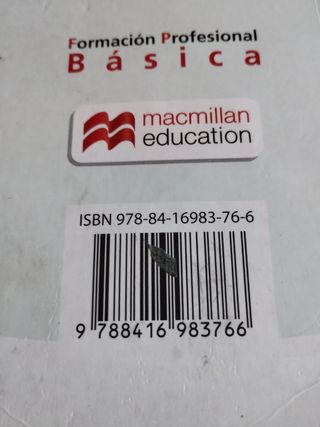 Formación Profesional
Básica
macmillan
education
ISBN 978-84-16983-76-6
9 788416 983766